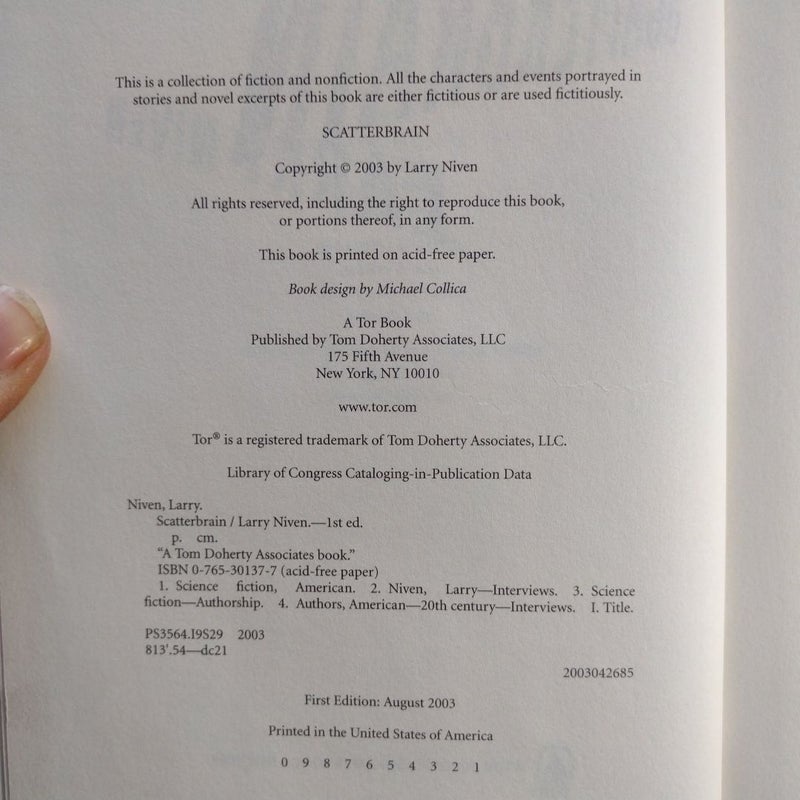 This is a collection of fiction and nonfiction. All the characters and events portrayed in
stories and novel excerpts of this book are either fictitious or are used fictitiously.
SCATTERBRAIN
Copyright © 2003 by Larry Niven
All rights reserved, including the right to reproduce this book,
or portions thereof, in any form.
This book is printed on acid-free paper.
Book design by Michael Collica
A Tor Book
Published by Tom Doherty Associates, LLC
175 Fifth Avenue
New York, NY 10010
www.tor.com
Tor® is a registered trademark of Tom Doherty Associates, LLC.
Library of Congress Cataloging-in-Publication Data
Niven, Larry.
Scatterbrain / Larry Niven.—1st ed.
p. cm.
“A Tom Doherty Associates book.”
ISBN 0-765-30137-7 (acid-free paper)
1. Science fiction, American. 2. Niven, Larry—Interviews. 3. Science
fiction—Authorship. 4. Authors, American—20th century—Interviews. I. Title.
PS3564.I9S29 2003
813'.54—dc21
2003042685
First Edition: August 2003
Printed in the United States of America
0 9 8 7 6 5 4 3 2 1